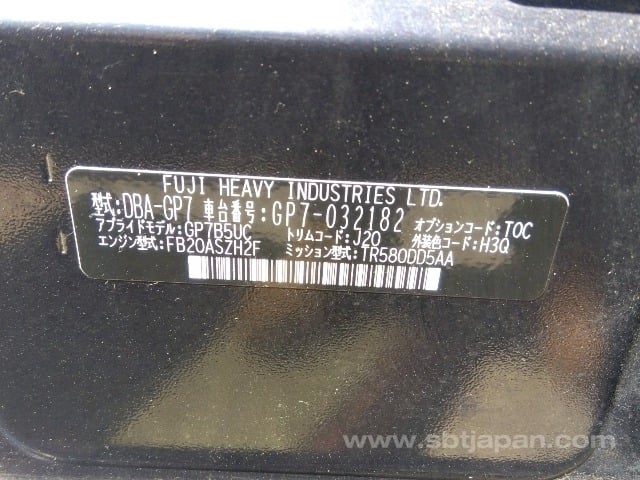 FUJI HEAVY INDUSTRIES LTD.
型式:DBA-GP7 車台番号:GP7-032182 オプションコード:TOC
アプライドモデル:GP7B5UC トリムコード:J20 外装色コード:H3Q
エンジン型式:FB20ASZH2F ミッション型式:TR580DD5AA
www.sbtjapan.com